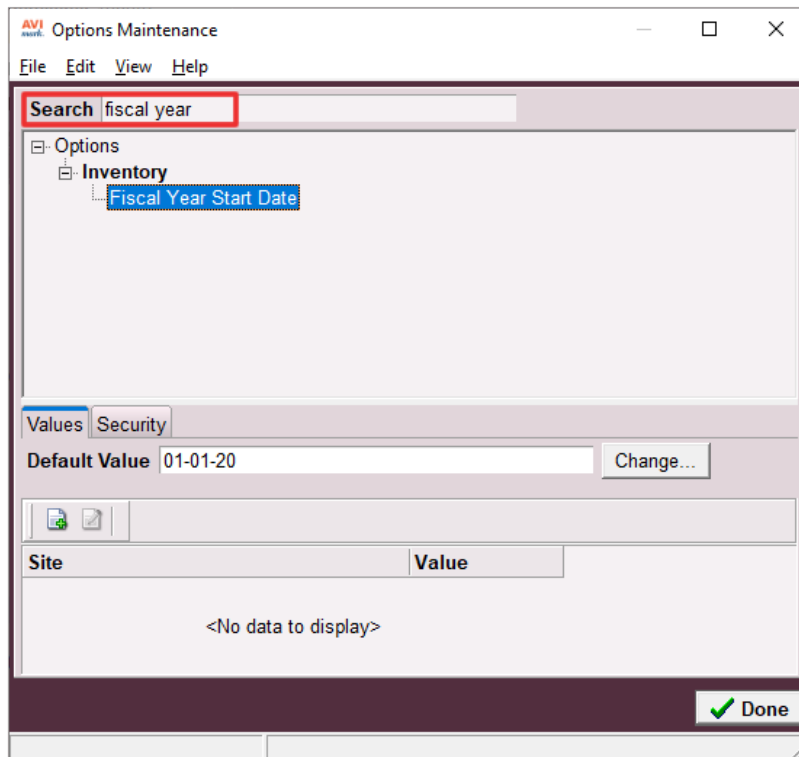 AVI mark. Options Maintenance
File Edit View Help
Search fiscal year
Options
Inventory
Fiscal Year Start Date
Values Security
Default Value 01-01-20 Change...
Site Value
<No data to display>
Done